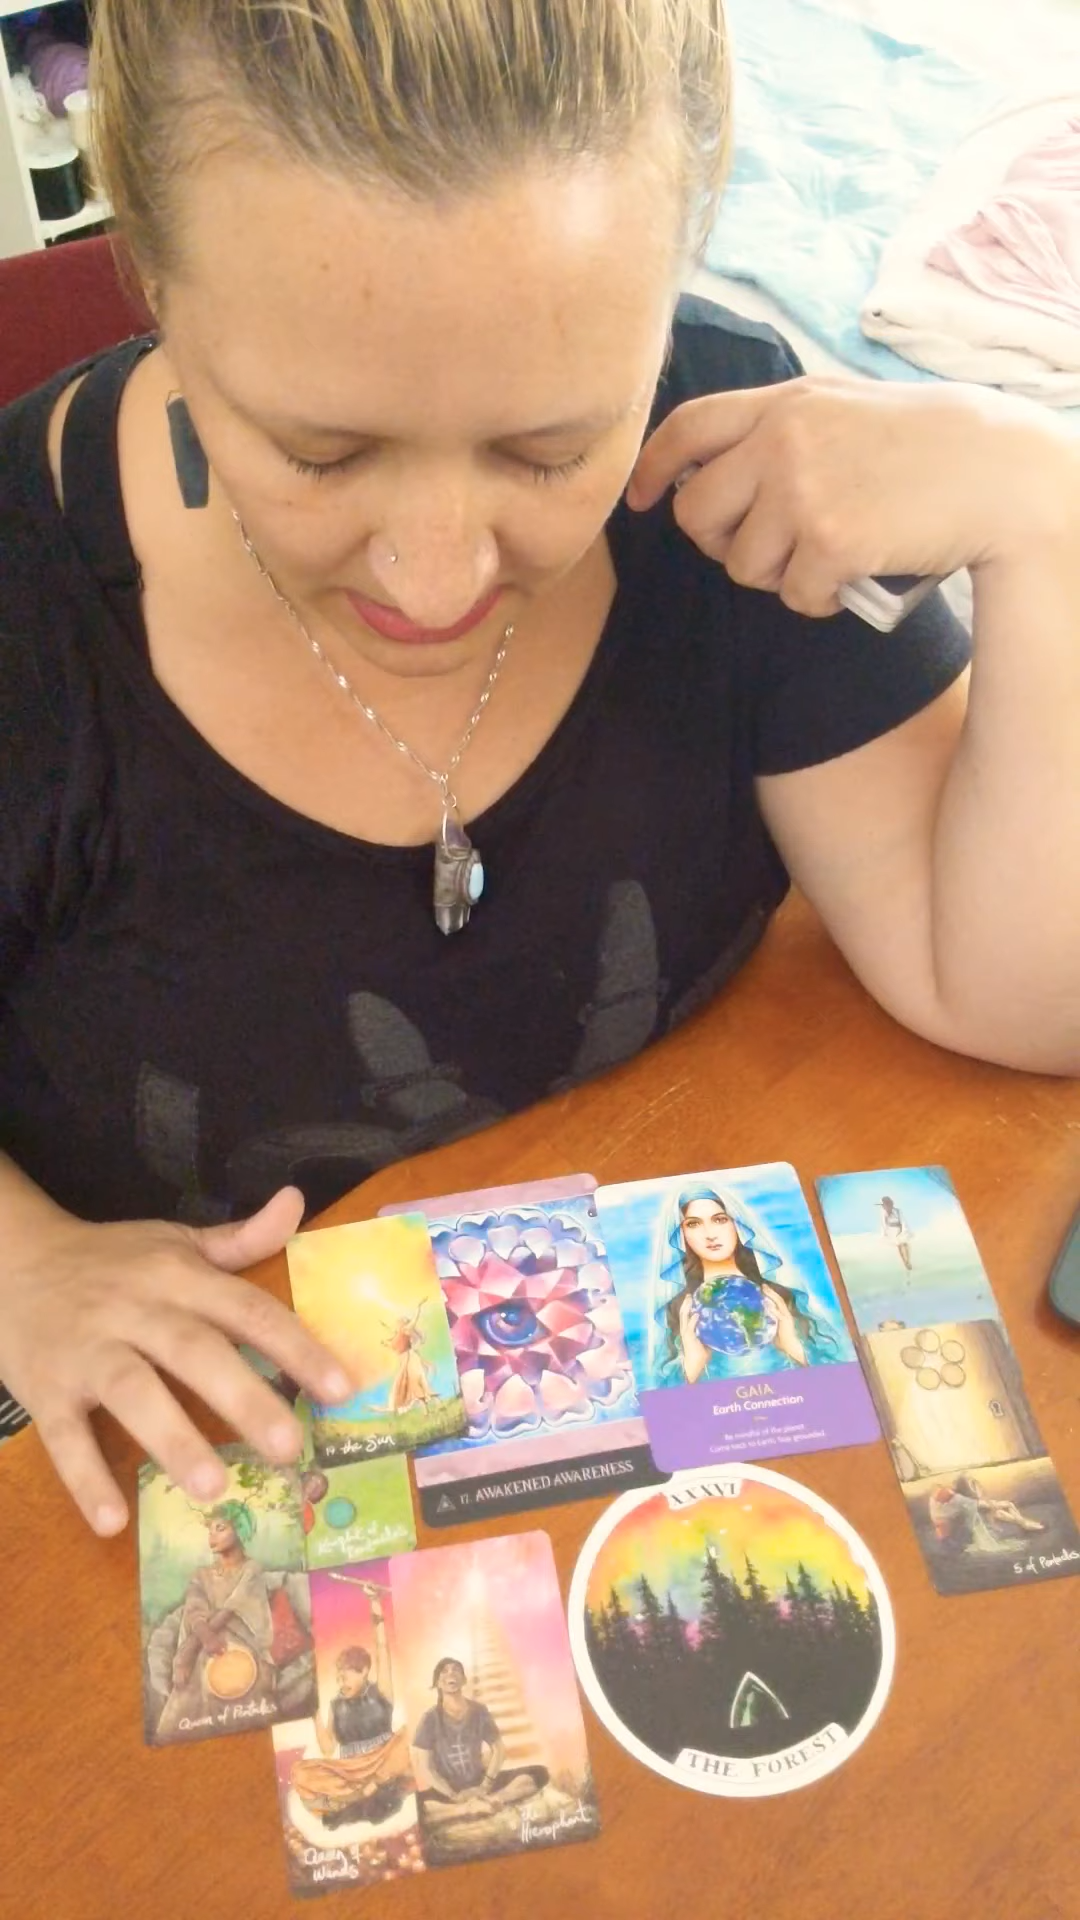 19 the Sun
17. AWAKENED AWARENESS
GAIA
Earth Connection
Be mindful of the planet.
Come back to Earth. Stay grounded.
Knight of
Pentacles
Queen of Pentacles
Queen of
Wands
the
Hierophant
XXXVI
THE FOREST
5 of Pentacles